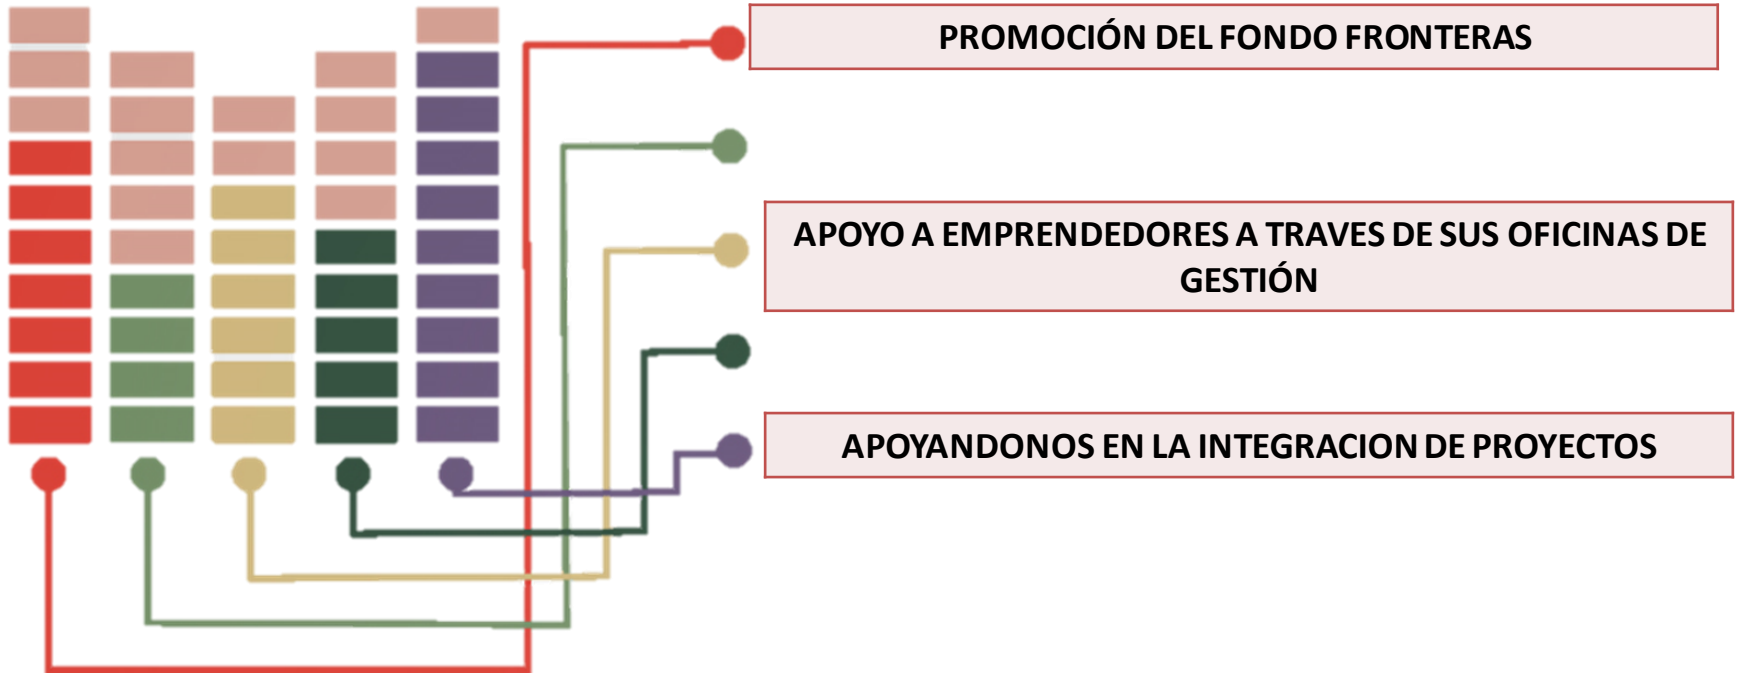 PROMOCIÓN DEL FONDO FRONTERAS
APOYO A EMPRENDEDORES A TRAVES DE SUS OFICINAS DE
GESTIÓN
APOYANDONOS EN LA INTEGRACION DE PROYECTOS